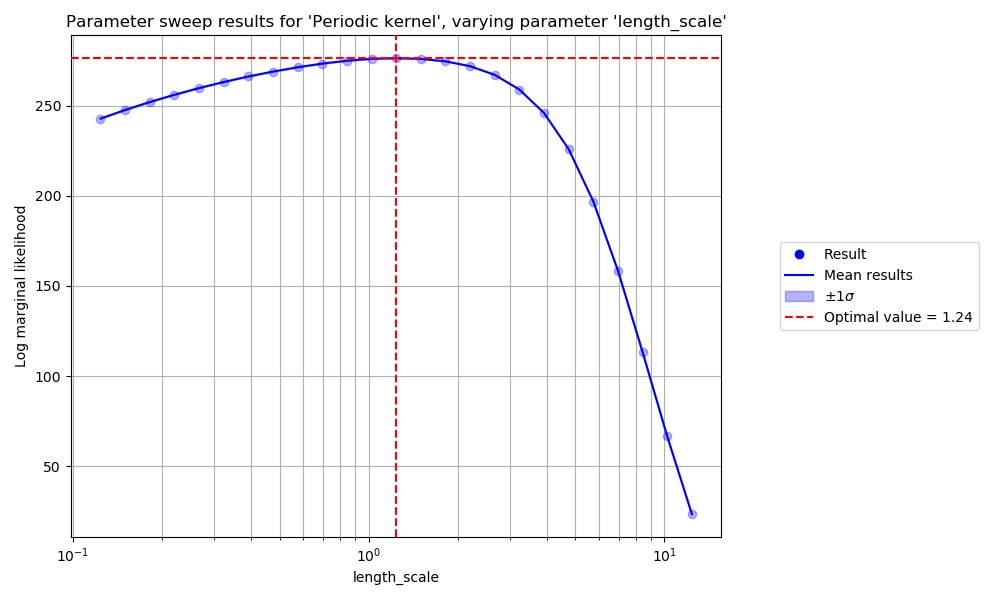 Parameter sweep results for 'Periodic kernel', varying parameter 'length_scale'
Log marginal likelihood
250
200
150
100
50
10⁻¹
10⁰
10¹
length_scale
Result
Mean results
±1σ
Optimal value = 1.24